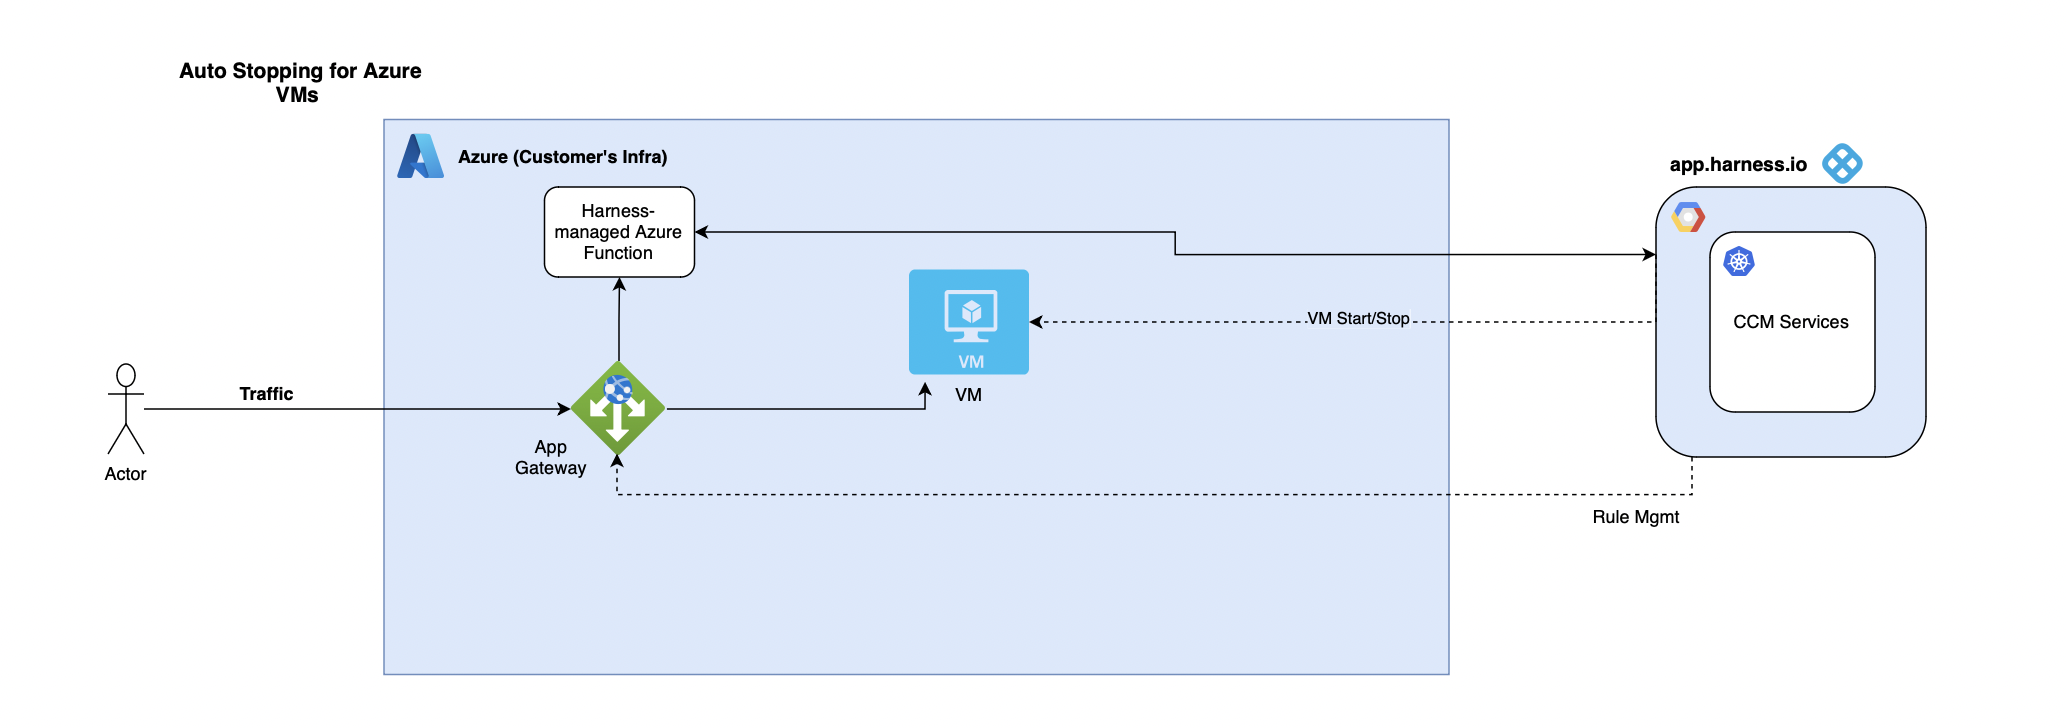 Auto Stopping for Azure
VMs
Azure (Customer's Infra)
app.harness.io
Harness-
managed Azure
Function
VM Start/Stop
CCM Services
VM
VM
Traffic
App
Gateway
Actor
Rule Mgmt